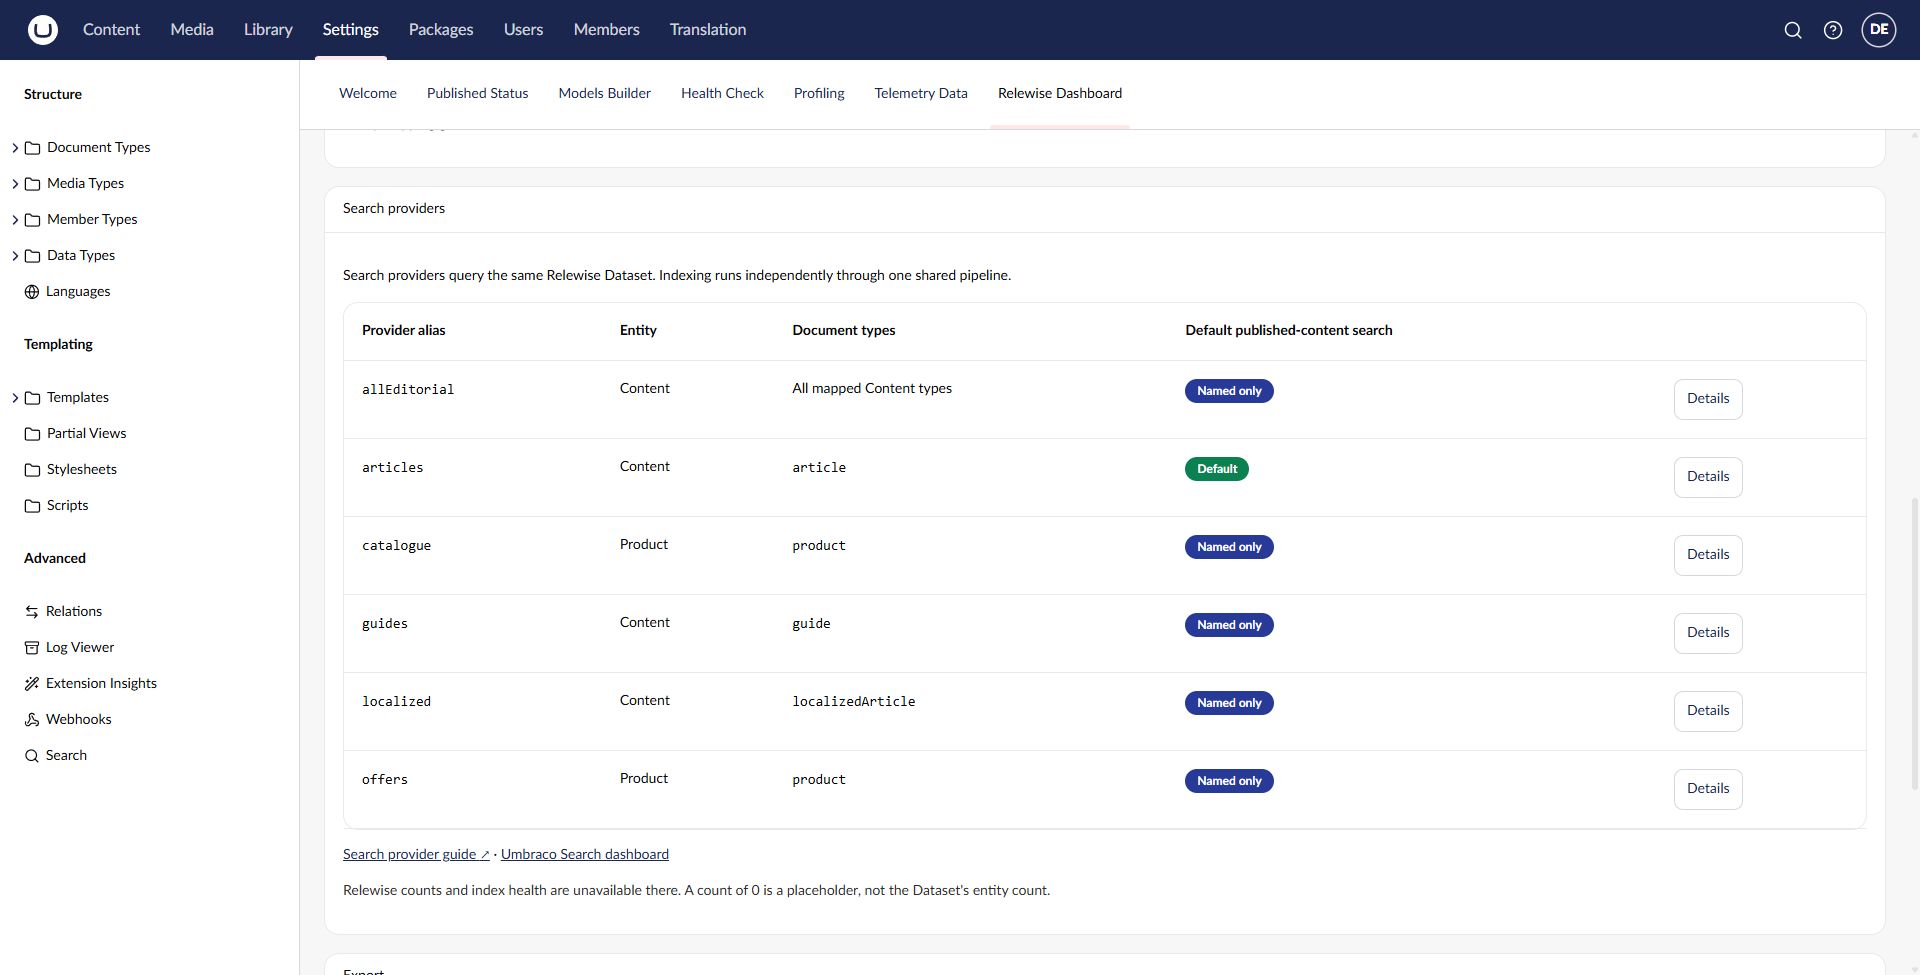 Content Media Library Settings Packages Users Members Translation DE
Structure
Document Types
Media Types
Member Types
Data Types
Languages
Templating
Templates
Partial Views
Stylesheets
Scripts
Advanced
Relations
Log Viewer
Extension Insights
Webhooks
Search
Welcome Published Status Models Builder Health Check Profiling Telemetry Data Relewise Dashboard
Search providers
Search providers query the same Relewise Dataset. Indexing runs independently through one shared pipeline.
Provider alias Entity Document types Default published-content search
allEditorial Content All mapped Content types Named only Details
articles Content article Default Details
catalogue Product product Named only Details
guides Content guide Named only Details
localized Content localizedArticle Named only Details
offers Product product Named only Details
Search provider guide ↗ · Umbraco Search dashboard
Relewise counts and index health are unavailable there. A count of 0 is a placeholder, not the Dataset's entity count.
Export